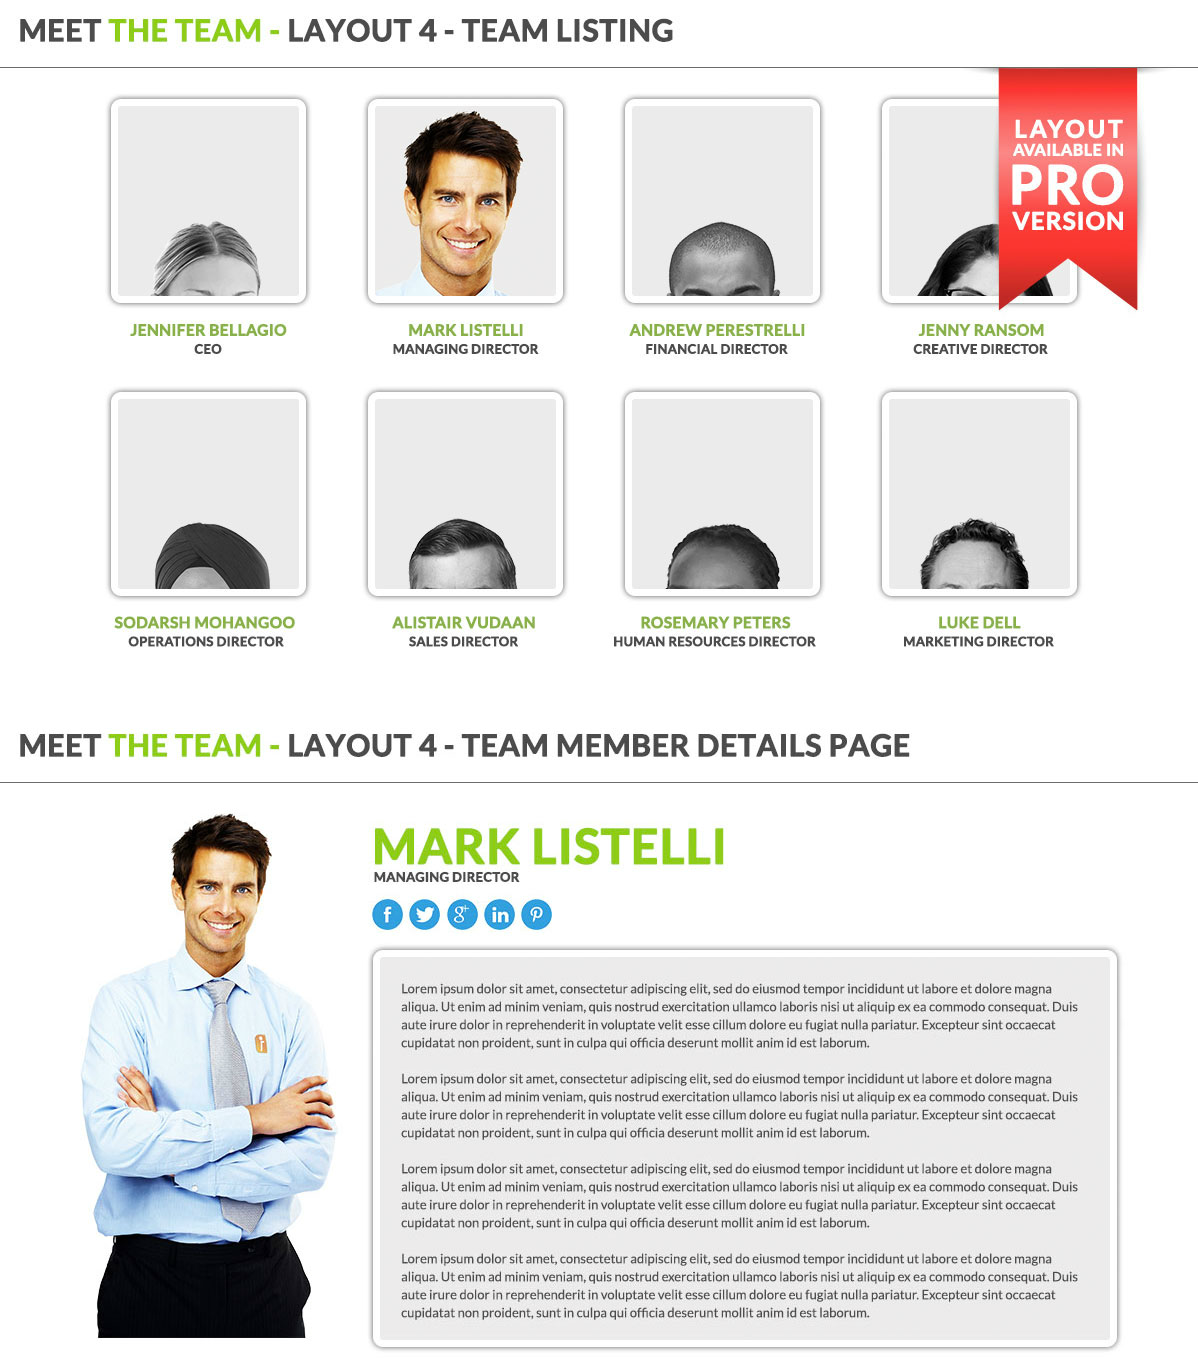 MEET THE TEAM - LAYOUT 4 - TEAM LISTING
LAYOUT
AVAILABLE IN
PRO
VERSION
JENNIFER BELLAGIO
CEO
MARK LISTELLI
MANAGING DIRECTOR
ANDREW PERESTRELLI
FINANCIAL DIRECTOR
JENNY RANSOM
CREATIVE DIRECTOR
SODARSH MOHANGOO
OPERATIONS DIRECTOR
ALISTAIR VUDAAN
SALES DIRECTOR
ROSEMARY PETERS
HUMAN RESOURCES DIRECTOR
LUKE DELL
MARKETING DIRECTOR
MEET THE TEAM - LAYOUT 4 - TEAM MEMBER DETAILS PAGE
MARK LISTELLI
MANAGING DIRECTOR
Lorem ipsum dolor sit amet, consectetur adipiscing elit, sed do eiusmod tempor incididunt ut labore et dolore magna
aliqua. Ut enim ad minim veniam, quis nostrud exercitation ullamco laboris nisi ut aliquip ex ea commodo consequat. Duis
aute irure dolor in reprehenderit in voluptate velit esse cillum dolore eu fugiat nulla pariatur. Excepteur sint occaecat
cupidatat non proident, sunt in culpa qui officia deserunt mollit anim id est laborum.
Lorem ipsum dolor sit amet, consectetur adipiscing elit, sed do eiusmod tempor incididunt ut labore et dolore magna
aliqua. Ut enim ad minim veniam, quis nostrud exercitation ullamco laboris nisi ut aliquip ex ea commodo consequat. Duis
aute irure dolor in reprehenderit in voluptate velit esse cillum dolore eu fugiat nulla pariatur. Excepteur sint occaecat
cupidatat non proident, sunt in culpa qui officia deserunt mollit anim id est laborum.
Lorem ipsum dolor sit amet, consectetur adipiscing elit, sed do eiusmod tempor incididunt ut labore et dolore magna
aliqua. Ut enim ad minim veniam, quis nostrud exercitation ullamco laboris nisi ut aliquip ex ea commodo consequat. Duis
aute irure dolor in reprehenderit in voluptate velit esse cillum dolore eu fugiat nulla pariatur. Excepteur sint occaecat
cupidatat non proident, sunt in culpa qui officia deserunt mollit anim id est laborum.
Lorem ipsum dolor sit amet, consectetur adipiscing elit, sed do eiusmod tempor incididunt ut labore et dolore magna
aliqua. Ut enim ad minim veniam, quis nostrud exercitation ullamco laboris nisi ut aliquip ex ea commodo consequat. Duis
aute irure dolor in reprehenderit in voluptate velit esse cillum dolore eu fugiat nulla pariatur. Excepteur sint occaecat
cupidatat non proident, sunt in culpa qui officia deserunt mollit anim id est laborum.